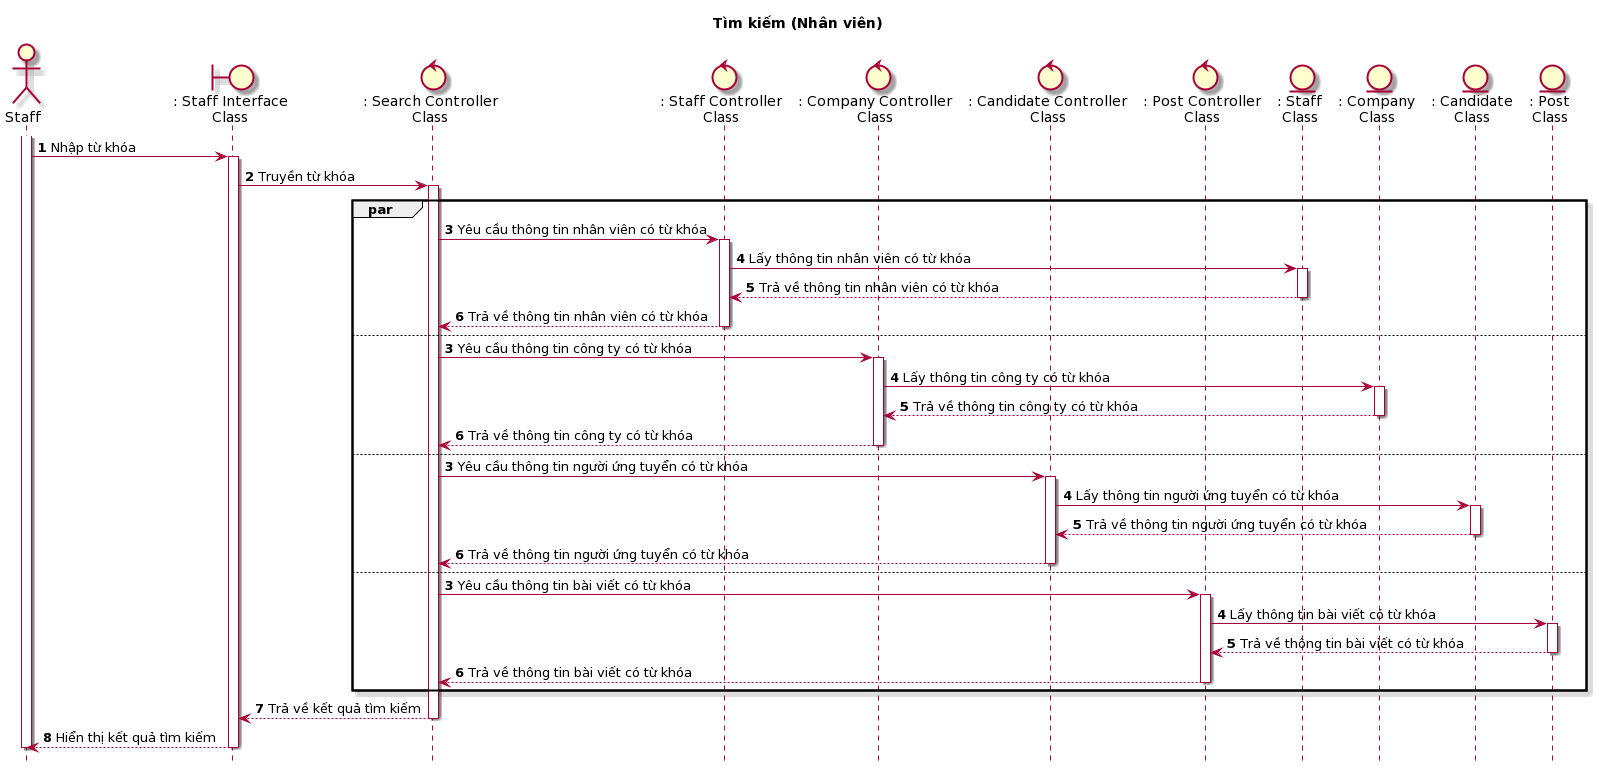 Tìm kiếm (Nhân viên)
Staff
: Staff Interface
Class
: Search Controller
Class
: Staff Controller
Class
: Company Controller
Class
: Candidate Controller
Class
: Post Controller
Class
: Staff
Class
: Company
Class
: Candidate
Class
: Post
Class
1 Nhập từ khóa
2 Truyền từ khóa
par
3 Yêu cầu thông tin nhân viên có từ khóa
4 Lấy thông tin nhân viên có từ khóa
5 Trả về thông tin nhân viên có từ khóa
6 Trả về thông tin nhân viên có từ khóa
3 Yêu cầu thông tin công ty có từ khóa
4 Lấy thông tin công ty có từ khóa
5 Trả về thông tin công ty có từ khóa
6 Trả về thông tin công ty có từ khóa
3 Yêu cầu thông tin người ứng tuyển có từ khóa
4 Lấy thông tin người ứng tuyển có từ khóa
5 Trả về thông tin người ứng tuyển có từ khóa
6 Trả về thông tin người ứng tuyển có từ khóa
3 Yêu cầu thông tin bài viết có từ khóa
4 Lấy thông tin bài viết có từ khóa
5 Trả về thông tin bài viết có từ khóa
6 Trả về thông tin bài viết có từ khóa
7 Trả về kết quả tìm kiếm
8 Hiển thị kết quả tìm kiếm